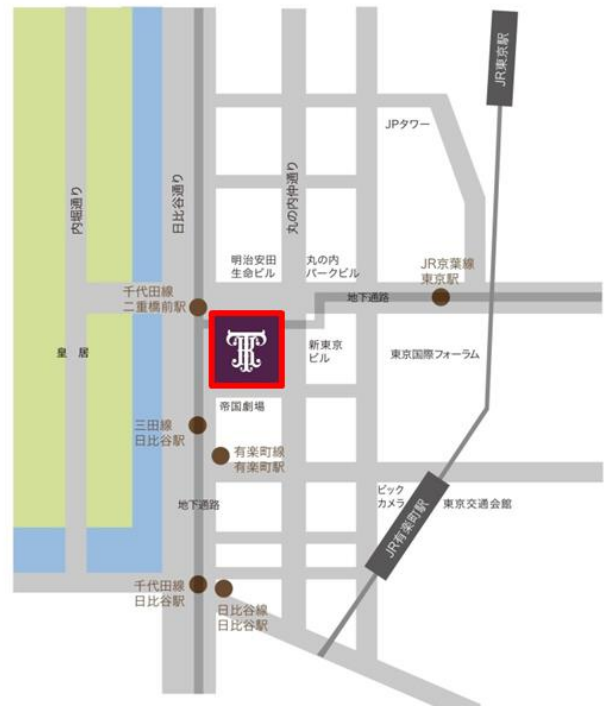 JR東京駅
JPタワー
内堀通り
日比谷通り
丸の内仲通り
明治安田
生命ビル
丸の内
パークビル
JR京葉線
東京駅
千代田線
二重橋前駅
地下通路
皇 居
新東京
ビル
東京国際フォーラム
帝国劇場
三田線
日比谷駅
有楽町線
有楽町駅
地下通路
ビック
カメラ
東京交通会館
JR有楽町駅
千代田線
日比谷駅
日比谷線
日比谷駅